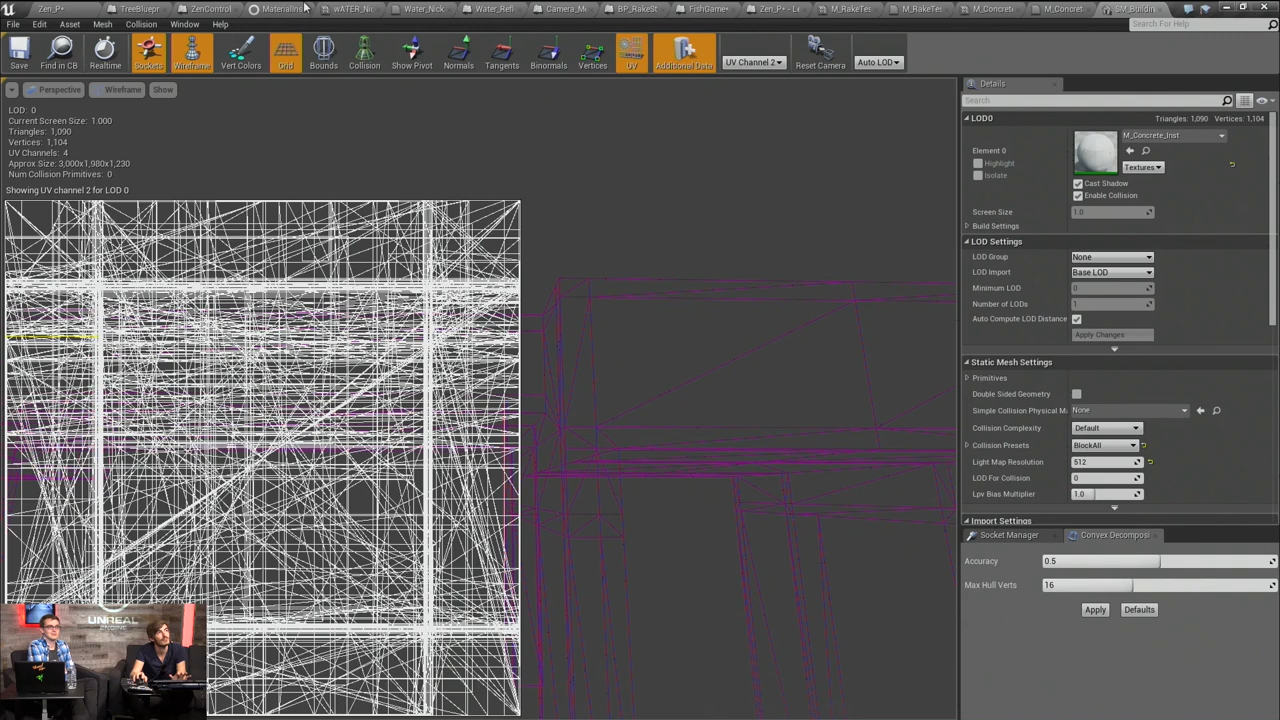 Zen_P*
TreeBluepr
ZenControl
MaterialIns
wATER_Ni
Water_Nick
Water_Refl
Camera_M
BP_RakeSt
FishGame*
Zen_P* - Le
M_RakeTes
M_RakeTes
M_Concret
M_Concret
SM_Buildin
File
Edit
Asset
Mesh
Collision
Window
Help
Search For Help
Save
Find in CB
Realtime
Sockets
Wireframe
Vert Colors
Grid
Bounds
Collision
Show Pivot
Normals
Tangents
Binormals
Vertices
UV
Additional Data
UV Channel 2
Reset Camera
Auto LOD
Perspective
Wireframe
Show
LOD: 0
Current Screen Size: 1.000
Triangles: 1,090
Vertices: 1,104
UV Channels: 4
Approx Size: 3,000x1,980x1,230
Num Collision Primitives: 0
Showing UV channel 2 for LOD 0
Details
Search
LOD0
Triangles: 1,090 Vertices: 1,104
Element 0
Highlight
Isolate
M_Concrete_Inst
Textures
Cast Shadow
Enable Collision
Screen Size
1.0
Build Settings
LOD Settings
LOD Group
None
LOD Import
Base LOD
Minimum LOD
0
Number of LODs
1
Auto Compute LOD Distance
Apply Changes
Static Mesh Settings
Primitives
Double Sided Geometry
Simple Collision Physical M
None
Collision Complexity
Default
Collision Presets
BlockAll
Light Map Resolution
512
LOD For Collision
0
Lpv Bias Multiplier
1.0
Import Settings
Socket Manager
Convex Decomposi
Accuracy
0.5
Max Hull Verts
16
Apply
Defaults
UNREAL
ENGINE